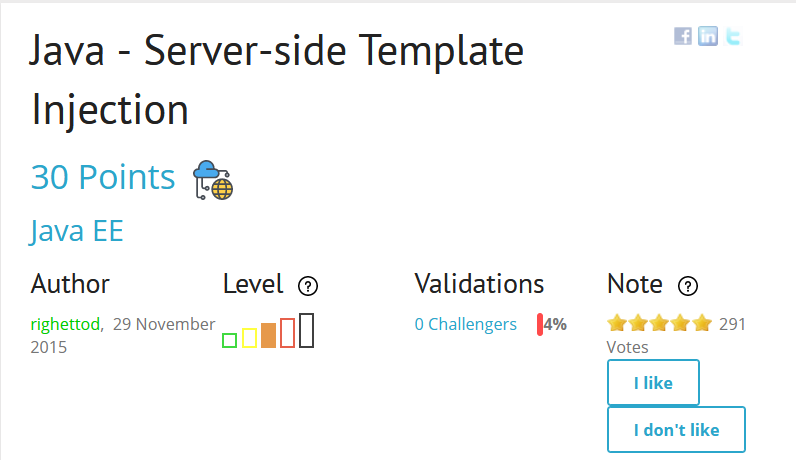 Java - Server-side Template
Injection
30 Points
Java EE
Author
righettod, 29 November
2015
Level ?
Validations
0 Challengers 4%
Note ?
291
Votes
I like
I don't like